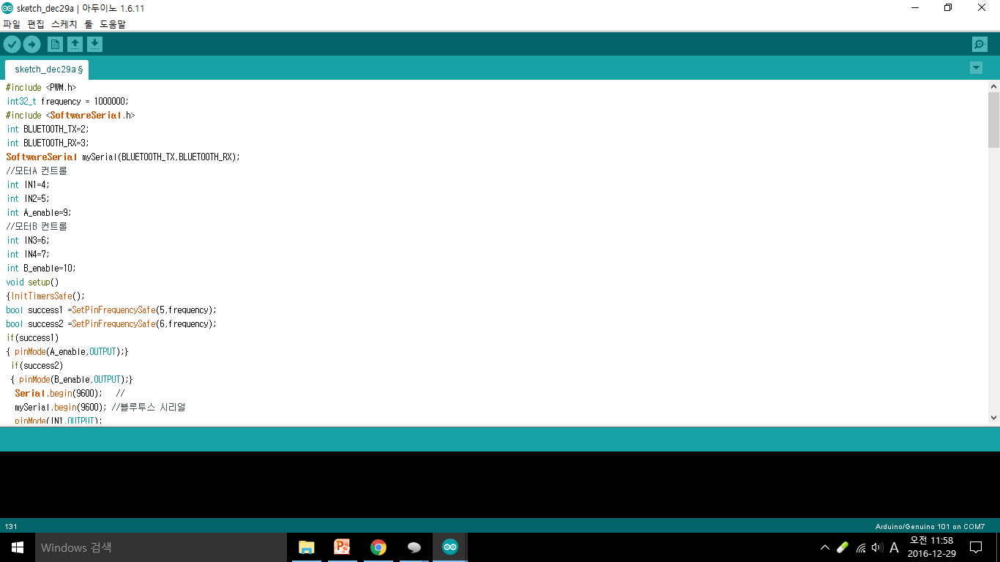 sketch_dec29a | 아두이노 1.6.11
파일 편집 스케치 툴 도움말
sketch_dec29a §
#include <PWM.h>
int32_t frequency = 1000000;
#include <SoftwareSerial.h>
int BLUETOOTH_TX=2;
int BLUETOOTH_RX=3;
SoftwareSerial mySerial(BLUETOOTH_TX,BLUETOOTH_RX);
//모터A 컨트롤
int IN1=4;
int IN2=5;
int A_enable=9;
//모터B 컨트롤
int IN3=6;
int IN4=7;
int B_enable=10;
void setup()
{InitTimersSafe();
bool success1 =SetPinFrequencySafe(5,frequency);
bool success2 =SetPinFrequencySafe(6,frequency);
if(success1)
{ pinMode(A_enable,OUTPUT);}
if(success2)
{ pinMode(B_enable,OUTPUT);}
Serial.begin(9600); //
mySerial.begin(9600); //블루투스 시리얼
pinMode(IN1,OUTPUT);
131
Arduino/Genuino 101 on COM7
Windows 검색
A
오전 11:58
2016-12-29